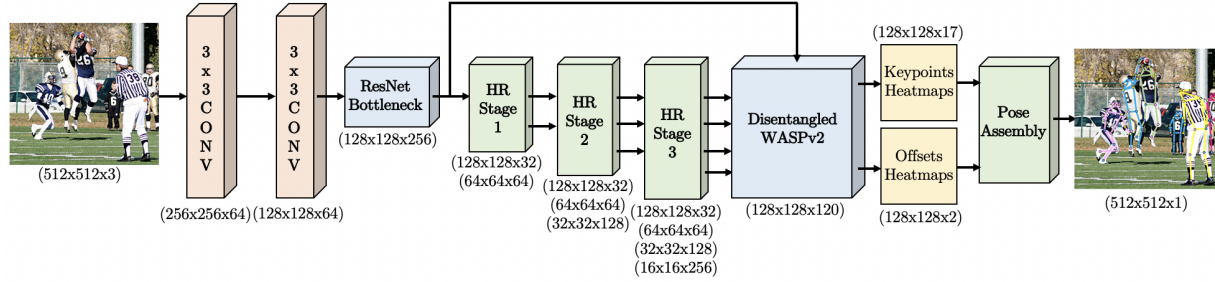 (512x512x3)
3
x
3
C
O
N
V
(256x256x64)
3
x
3
C
O
N
V
(128x128x64)
ResNet
Bottleneck
(128x128x256)
HR
Stage
1
(128x128x32)
(64x64x64)
HR
Stage
2
(128x128x32)
(64x64x64)
(32x32x128)
HR
Stage
3
(128x128x32)
(64x64x64)
(32x32x128)
(16x16x256)
Disentangled
WASPv2
(128x128x120)
(128x128x17)
Keypoints
Heatmaps
Offsets
Heatmaps
(128x128x2)
Pose
Assembly
(512x512x1)
38
26